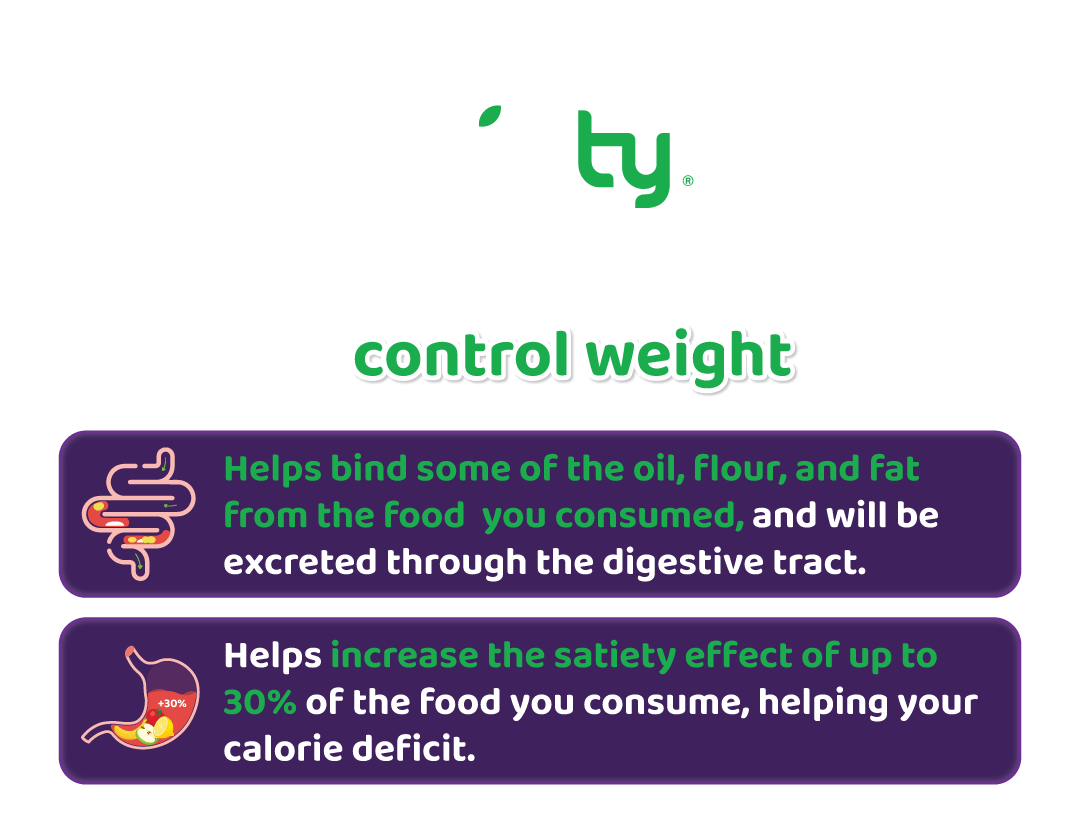 ty®
control weight
Helps bind some of the oil, flour, and fat
from the food you consumed, and will be
excreted through the digestive tract.
+30%
Helps increase the satiety effect of up to
30% of the food you consume, helping your
calorie deficit.